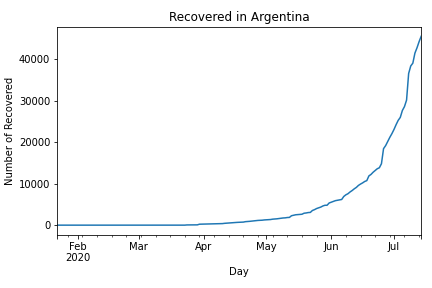 Recovered in Argentina
Number of Recovered
40000
30000
20000
10000
0
Feb
2020
Mar
Apr
May
Jun
Jul
Day